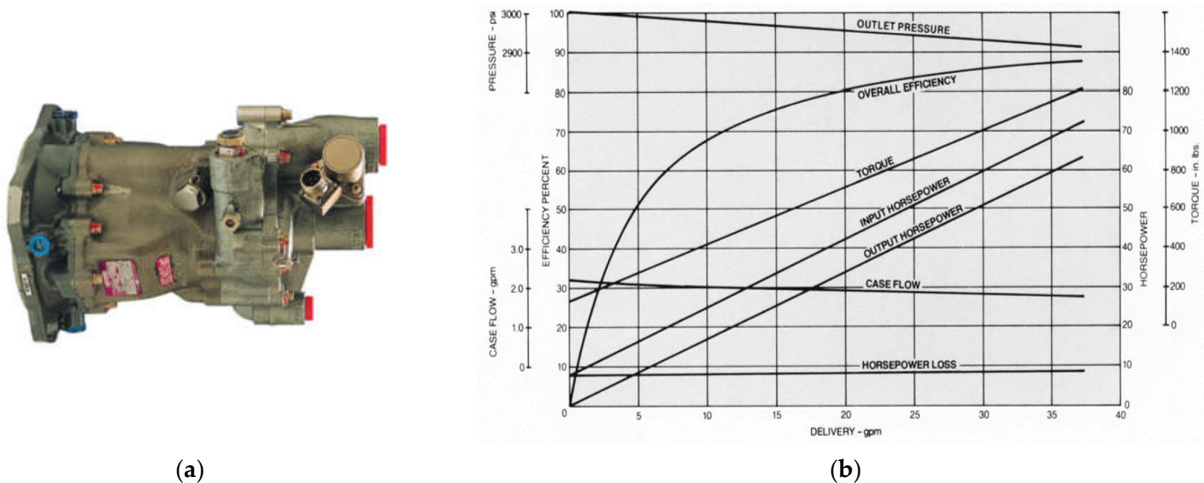 PRESSURE – psi
3000
2900
CASE FLOW – gpm
3.0
2.0
1.0
0
EFFICIENCY PERCENT
100
90
80
70
60
50
40
30
20
10
0
OUTLET PRESSURE
OVERALL EFFICIENCY
TORQUE
INPUT HORSEPOWER
OUTPUT HORSEPOWER
CASE FLOW
HORSEPOWER LOSS
0 10 15 20 25 30 35 40
5
DELIVERY – gpm
80
70
60
50
40
30
20
10
0
HORSEPOWER
1400
1200
1000
800
600
400
200
0
TORQUE – in. lbs.
(a)
(b)